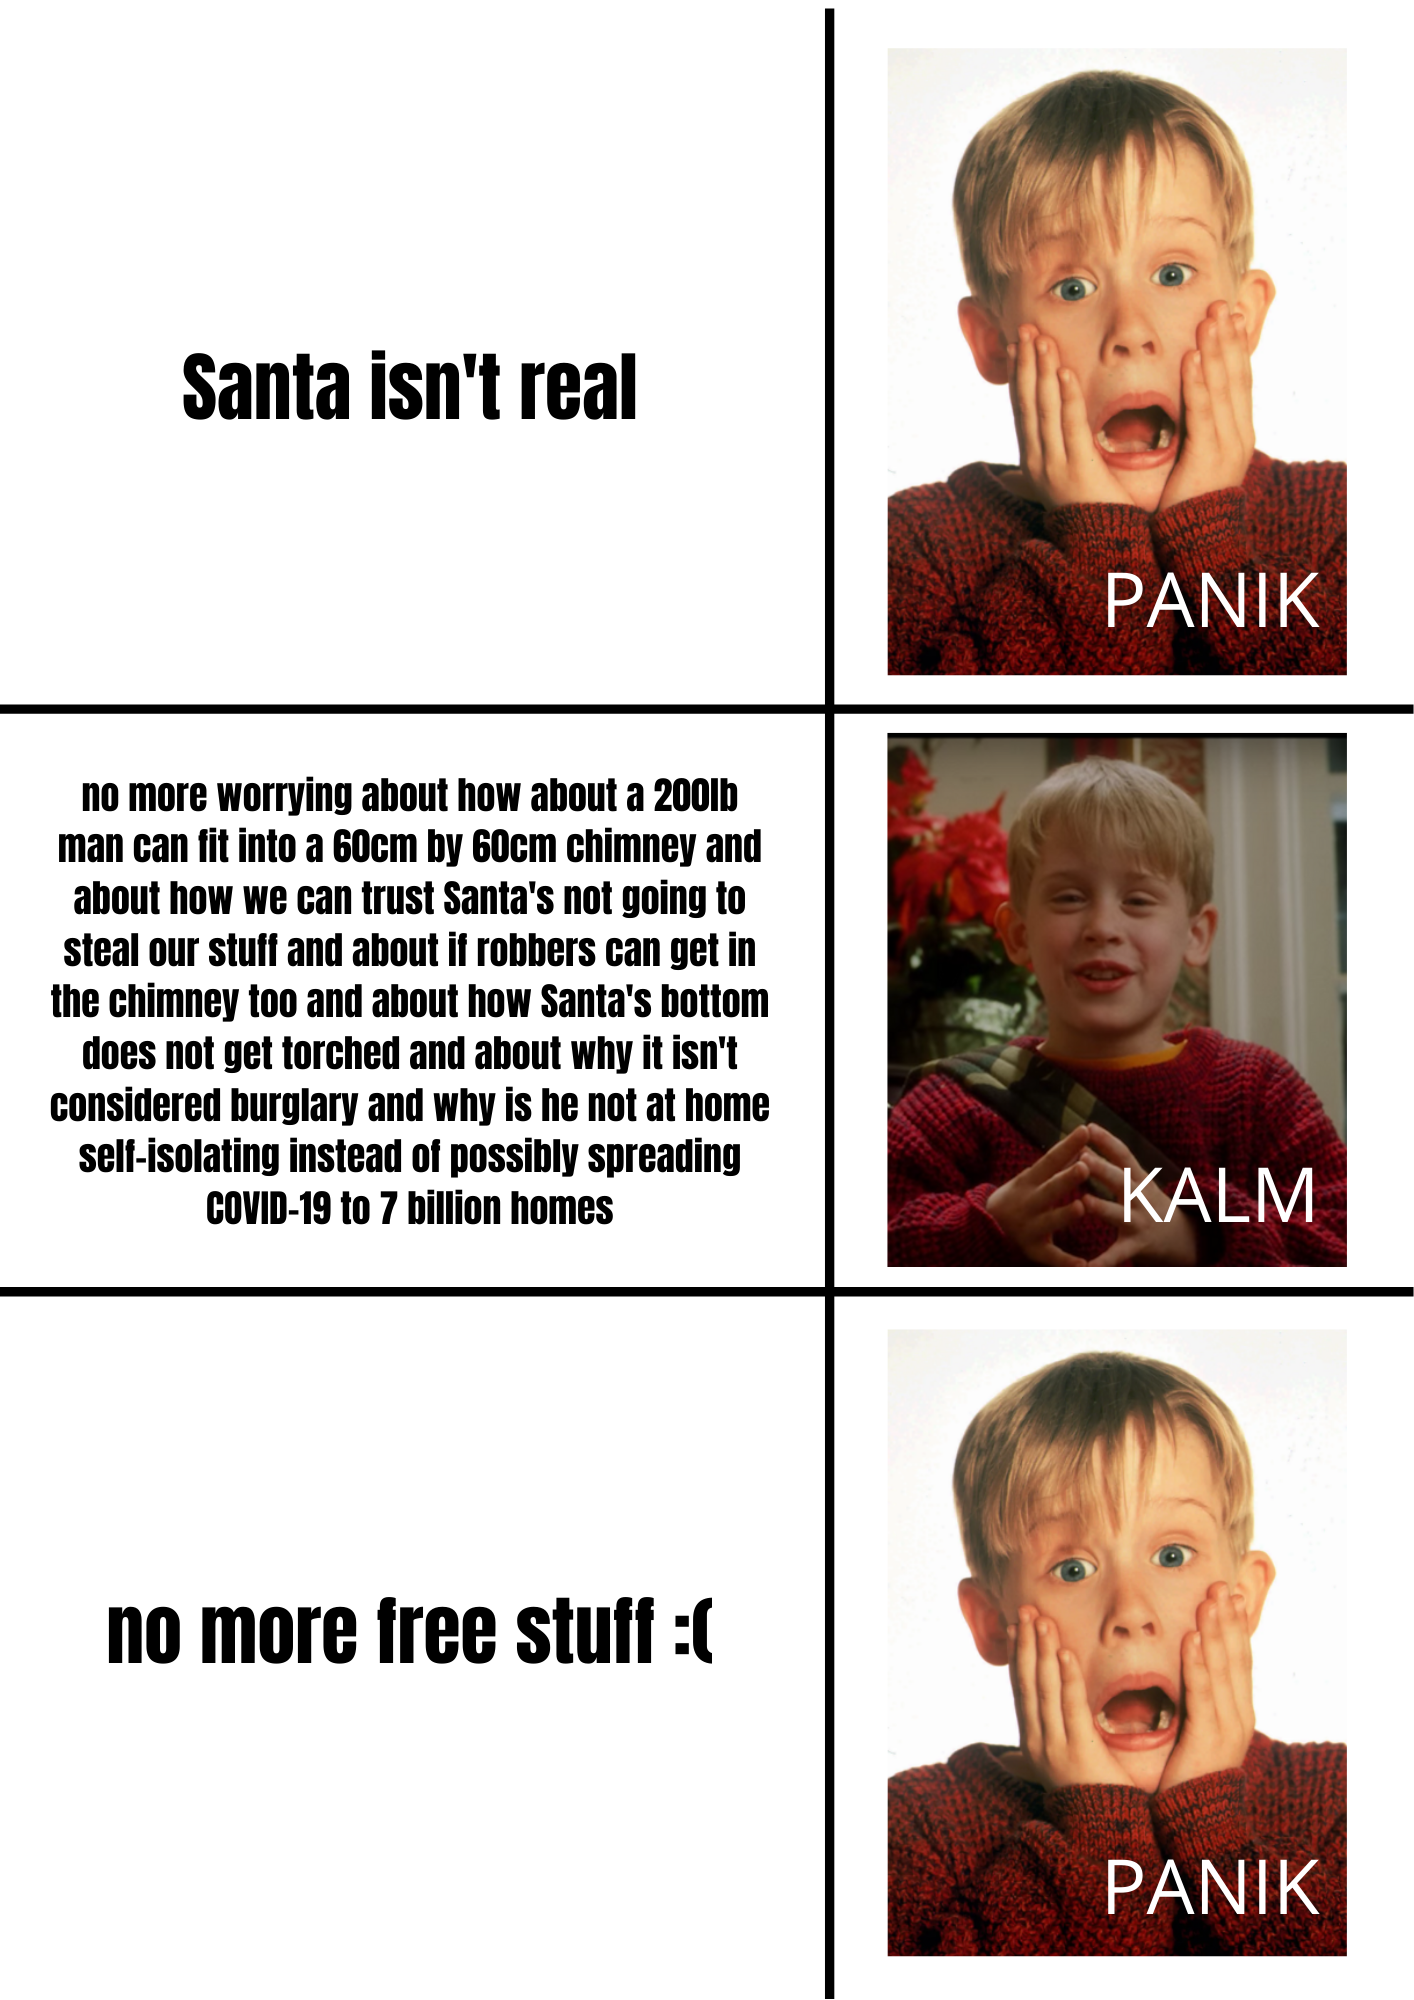 Santa isn't real
PANIK
no more worrying about how about a 200lb
man can fit into a 60cm by 60cm chimney and
about how we can trust Santa's not going to
steal our stuff and about if robbers can get in
the chimney too and about how Santa's bottom
does not get torched and about why it isn't
considered burglary and why is he not at home
self-isolating instead of possibly spreading
COVID-19 to 7 billion homes
KALM
no more free stuff :(
PANIK